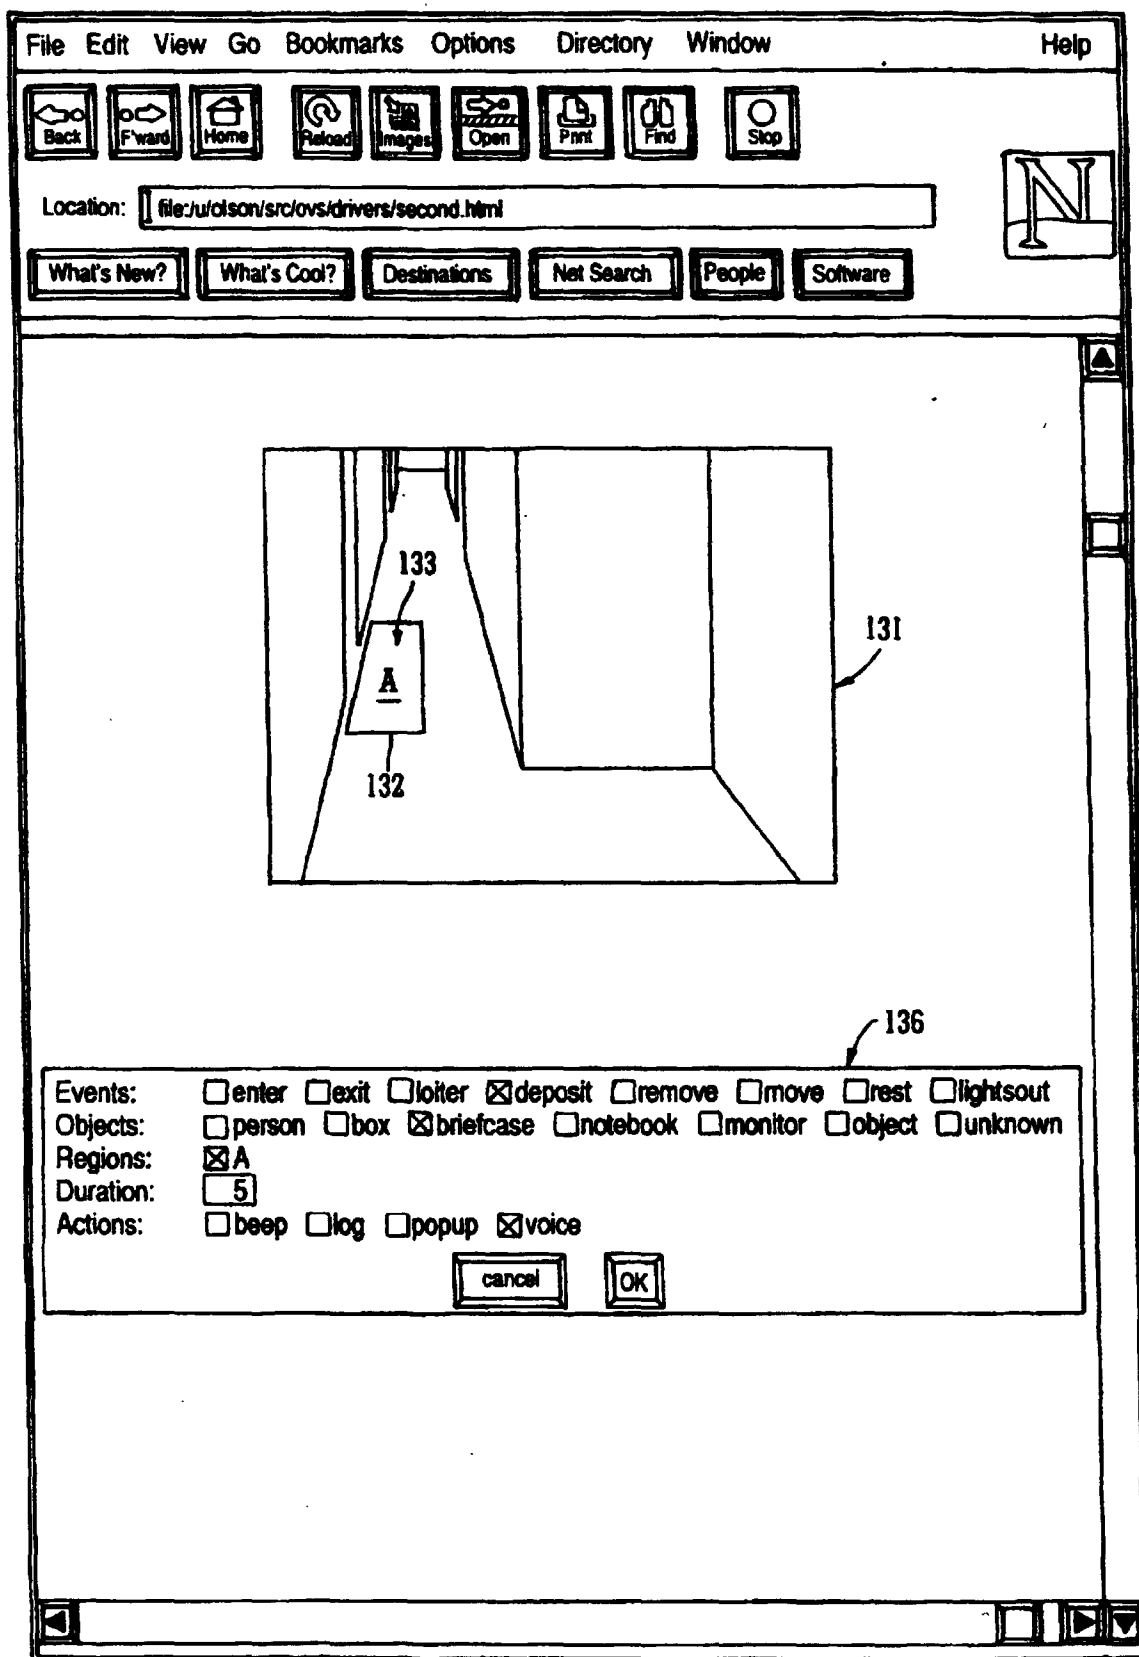 File Edit View Go Bookmarks Options Directory Window Help
Back F'ward Home Reload Images Open Print Find Stop
N
Location: file:/u/olson/src/ovs/drivers/second.html
What's New? What's Cool? Destinations Net Search People Software
133
131
A
132
136
Events: enter exit loiter deposit remove move rest lightsout
Objects: person box briefcase notebook monitor object unknown
Regions: A
Duration: 5
Actions: beep log popup voice
cancel OK